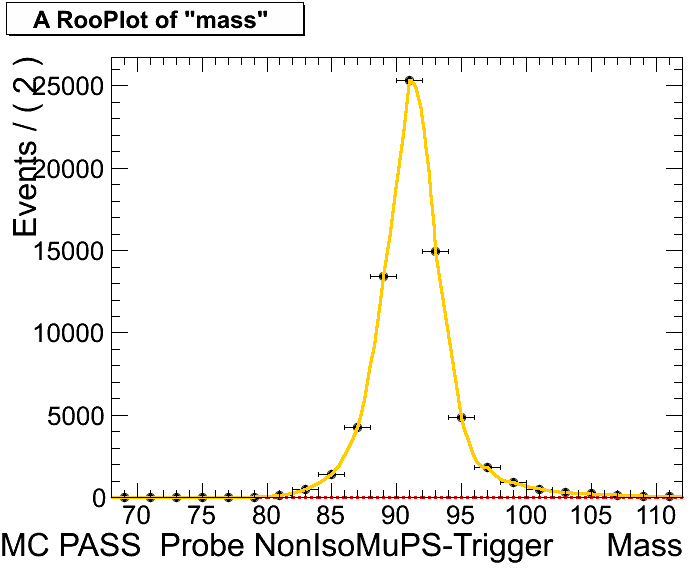 A RooPlot of "mass"
Events / ( 2 )
25000
20000
15000
10000
5000
0
70 75 80 85 90 95 100 105 110
MC PASS Probe NonIsoMuPS-Trigger Mass